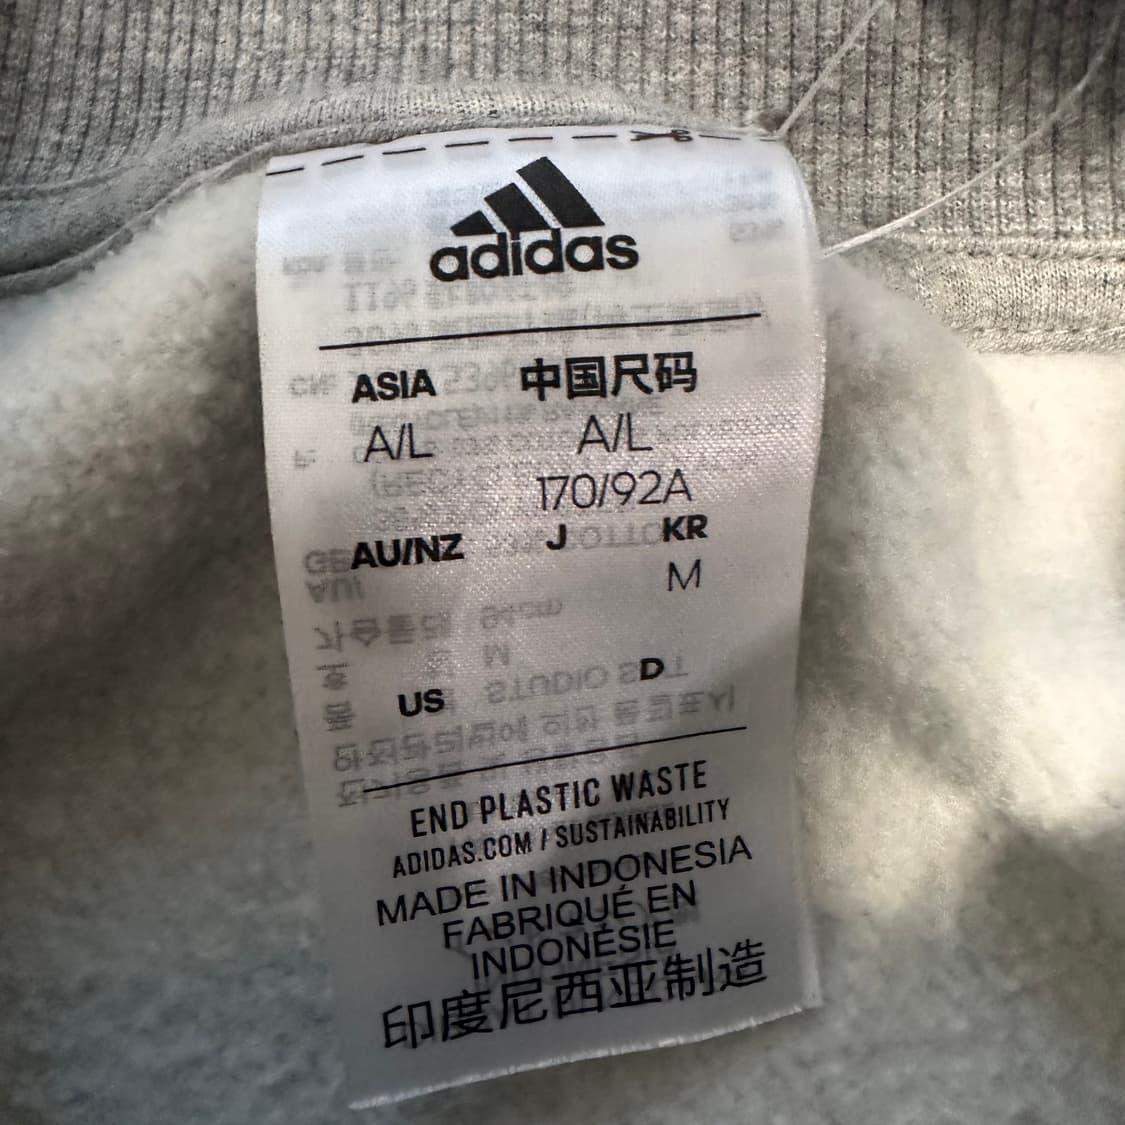 adidas
ASIA 中国尺码
A/L A/L
170/92A
AU/NZ J KR
M
US D
END PLASTIC WASTE
ADIDAS.COM / SUSTAINABILITY
MADE IN INDONESIA
FABRIQUÉ EN
INDONÉSIE
印度尼西亚制造